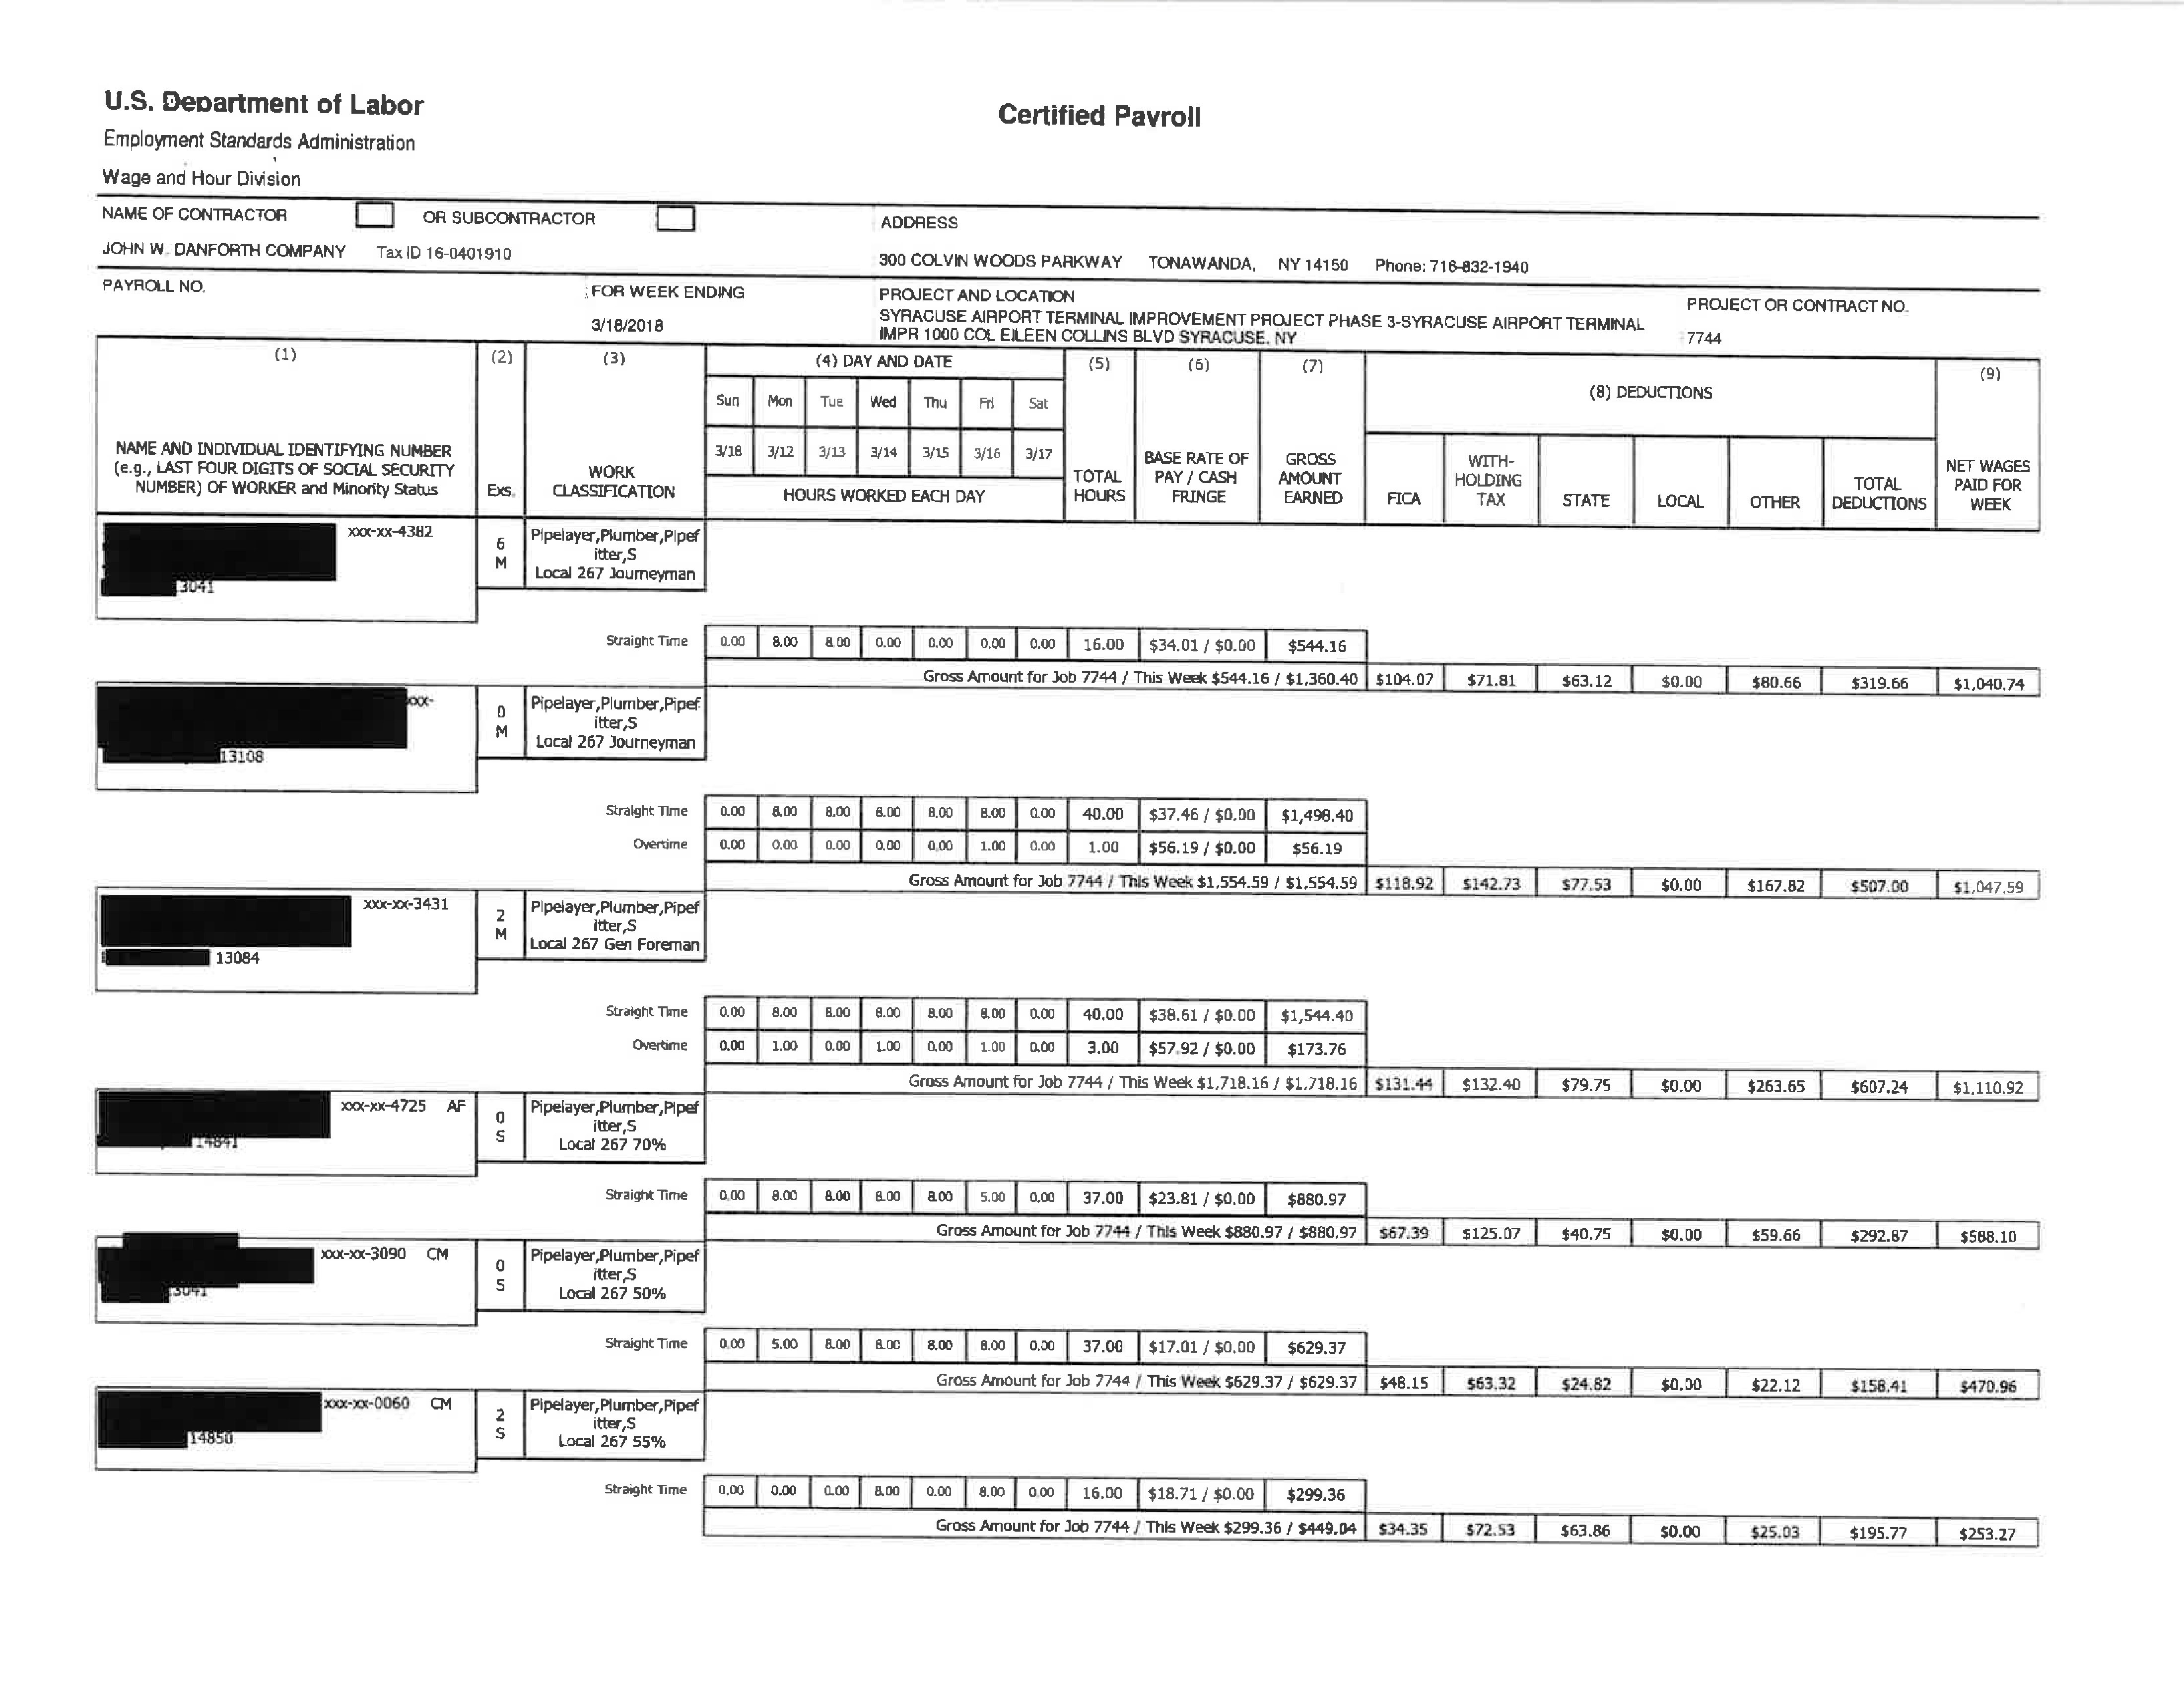 U.S. Department of Labor
Certified Payroll
Employment Standards Administration
Wage and Hour Division
NAME OF CONTRACTOR OR SUBCONTRACTOR ADDRESS
JOHN W. DANFORTH COMPANY Tax ID 16-0401910 300 COLVIN WOODS PARKWAY TONAWANDA, NY 14150 Phone: 716-832-1940
PAYROLL NO. FOR WEEK ENDING PROJECT AND LOCATION PROJECT OR CONTRACT NO.
3/18/2018 SYRACUSE AIRPORT TERMINAL IMPROVEMENT PROJECT PHASE 3-SYRACUSE AIRPORT TERMINAL
IMPR 1000 COL EILEEN COLLINS BLVD SYRACUSE, NY 7744
(1) (2) (3) (4) DAY AND DATE (5) (6) (7) (8) DEDUCTIONS (9)
Sun Mon Tue Wed Thu Fri Sat
3/18 3/12 3/13 3/14 3/15 3/16 3/17
NAME AND INDIVIDUAL IDENTIFYING NUMBER
(e.g., LAST FOUR DIGITS OF SOCIAL SECURITY
NUMBER) OF WORKER and Minority Status
Exs.
WORK
CLASSIFICATION
HOURS WORKED EACH DAY
TOTAL
HOURS
BASE RATE OF
PAY / CASH
FRINGE
GROSS
AMOUNT
EARNED
FICA
WITH-
HOLDING
TAX
STATE
LOCAL
OTHER
TOTAL
DEDUCTIONS
NET WAGES
PAID FOR
WEEK
xxx-xx-4382
3041
6
M
Pipelayer,Plumber,Pipef
itter,S
Local 267 Journeyman
Straight Time 0.00 8.00 8.00 0.00 0.00 0.00 0.00 16.00 $34.01 / $0.00 $544.16
Gross Amount for Job 7744 / This Week $544.16 / $1,360.40 $104.07 $71.81 $63.12 $0.00 $80.66 $319.66 $1,040.74
xxx-
13108
0
M
Pipelayer,Plumber,Pipef
itter,S
Local 267 Journeyman
Straight Time 0.00 8.00 8.00 8.00 8.00 8.00 0.00 40.00 $37.46 / $0.00 $1,498.40
Overtime 0.00 0.00 0.00 0.00 0.00 1.00 0.00 1.00 $56.19 / $0.00 $56.19
Gross Amount for Job 7744 / This Week $1,554.59 / $1,554.59 $118.92 $142.73 $77.53 $0.00 $167.82 $507.00 $1,047.59
xxx-xx-3431
13084
2
M
Pipelayer,Plumber,Pipef
itter,S
Local 267 Gen Foreman
Straight Time 0.00 8.00 8.00 8.00 8.00 8.00 0.00 40.00 $38.61 / $0.00 $1,544.40
Overtime 0.00 1.00 0.00 1.00 0.00 1.00 0.00 3.00 $57.92 / $0.00 $173.76
Gross Amount for Job 7744 / This Week $1,718.16 / $1,718.16 $131.44 $132.40 $79.75 $0.00 $263.65 $607.24 $1,110.92
xxx-xx-4725 AF
14841
0
S
Pipelayer,Plumber,Pipef
itter,S
Local 267 70%
Straight Time 0.00 8.00 8.00 8.00 8.00 5.00 0.00 37.00 $23.81 / $0.00 $880.97
Gross Amount for Job 7744 / This Week $880.97 / $880.97 $67.39 $125.07 $40.75 $0.00 $59.66 $292.87 $588.10
xxx-xx-3090 CM
3041
0
S
Pipelayer,Plumber,Pipef
itter,S
Local 267 50%
Straight Time 0.00 5.00 8.00 8.00 8.00 8.00 0.00 37.00 $17.01 / $0.00 $629.37
Gross Amount for Job 7744 / This Week $629.37 / $629.37 $48.15 $63.32 $24.82 $0.00 $22.12 $158.41 $470.96
xxx-xx-0060 CM
14850
2
S
Pipelayer,Plumber,Pipef
itter,S
Local 267 55%
Straight Time 0.00 0.00 0.00 8.00 0.00 8.00 0.00 16.00 $18.71 / $0.00 $299.36
Gross Amount for Job 7744 / This Week $299.36 / $449.04 $34.35 $72.53 $63.86 $0.00 $25.03 $195.77 $253.27